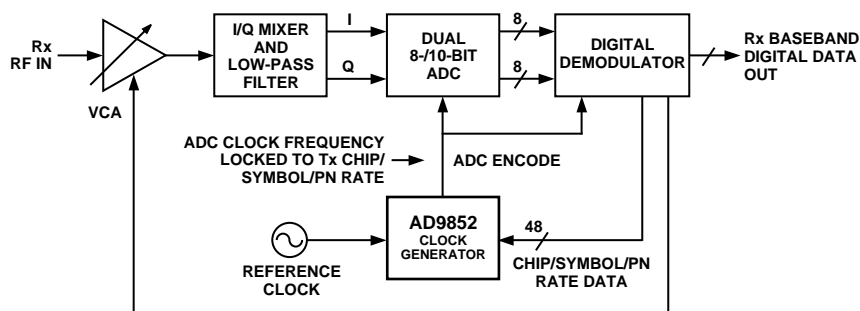 Rx
RF IN
VCA
I/Q MIXER
AND
LOW-PASS
FILTER
I
Q
DUAL
8-/10-BIT
ADC
8
8
DIGITAL
DEMODULATOR
Rx BASEBAND
DIGITAL DATA
OUT
ADC CLOCK FREQUENCY
LOCKED TO Tx CHIP/
SYMBOL/PN RATE
ADC ENCODE
AD9852
CLOCK
GENERATOR
48
REFERENCE
CLOCK
CHIP/SYMBOL/PN
RATE DATA